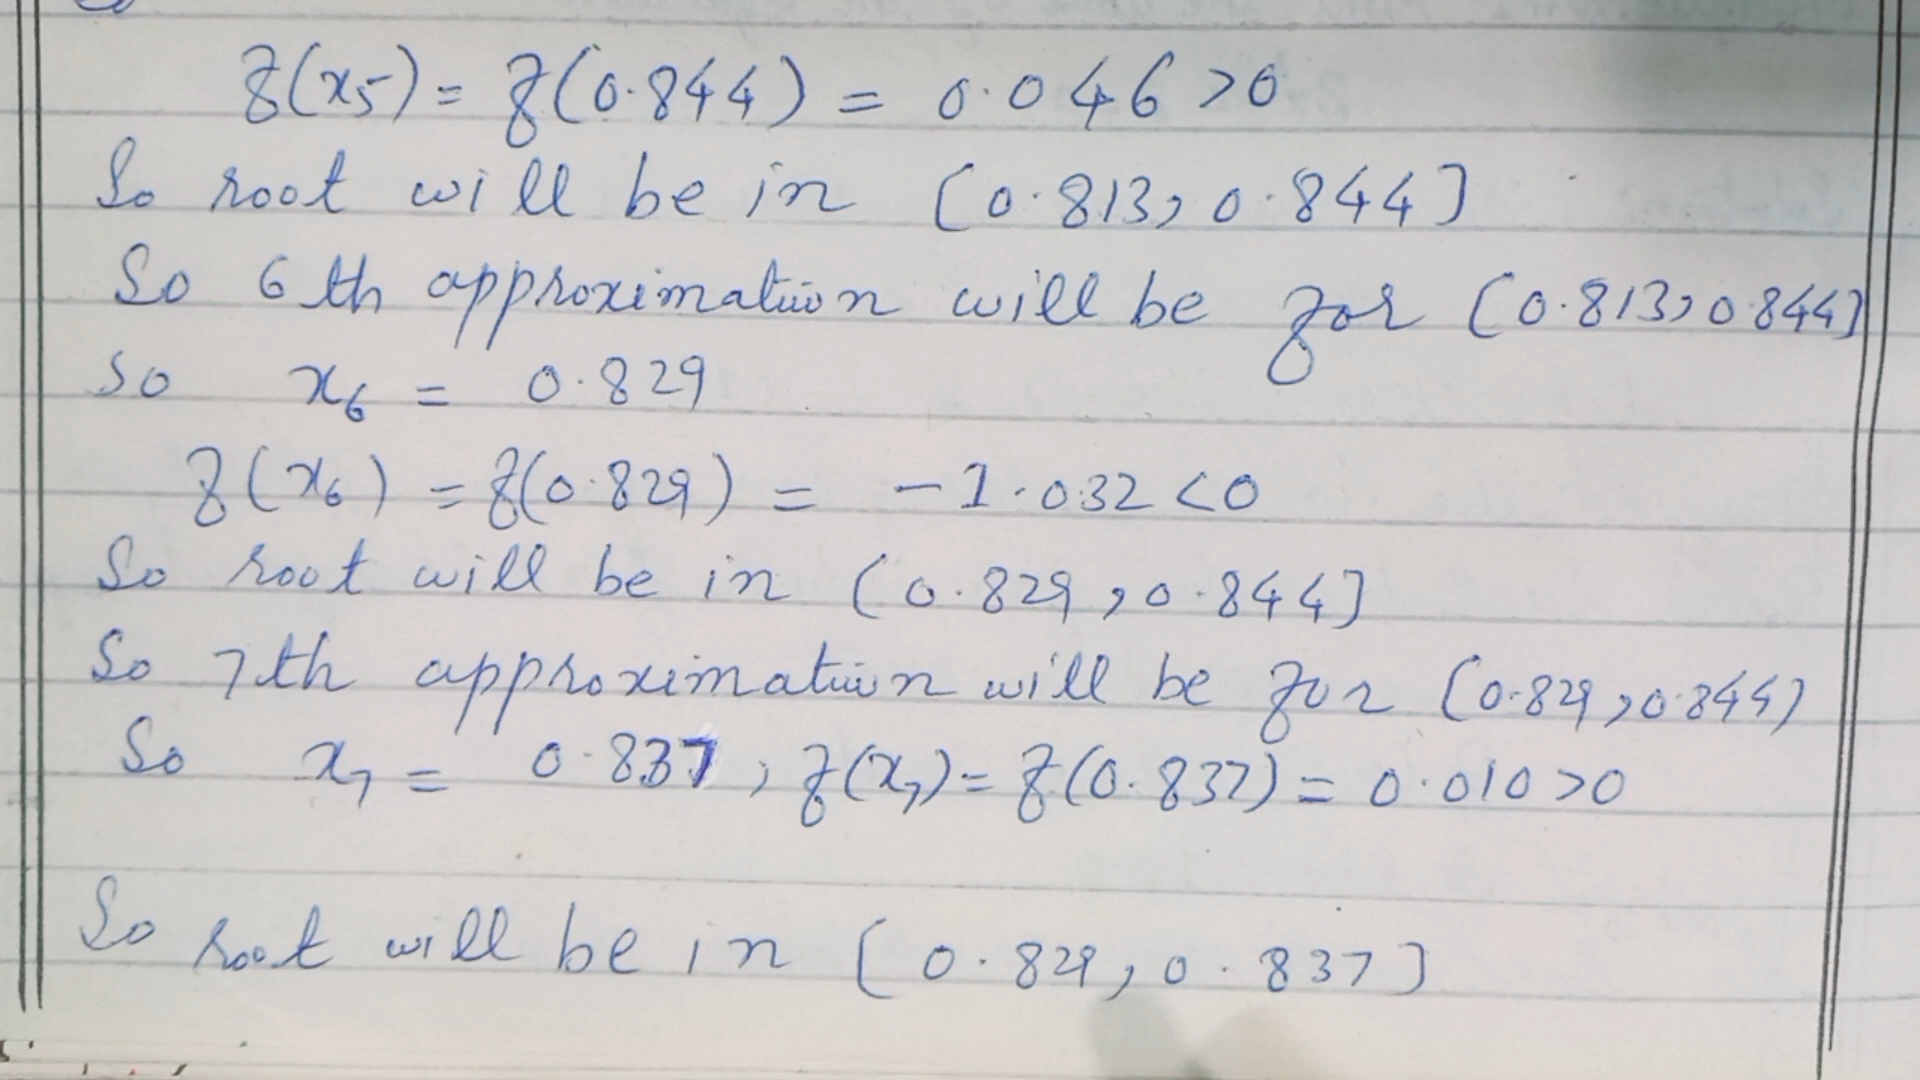 f(x₅) = f(0.844) = 0.046 >0
So root will be in [0.813, 0.844]
So 6th approximation will be for [0.813, 0.844]
so x₆ = 0.829
f(x₆) = f(0.829) = -1.032 <0
So root will be in [0.829, 0.844]
So 7th approximation will be for [0.829, 0.844]
So x₇ = 0.837, f(x₇) = f(0.837) = 0.010 >0
So root will be in [0.829, 0.837]